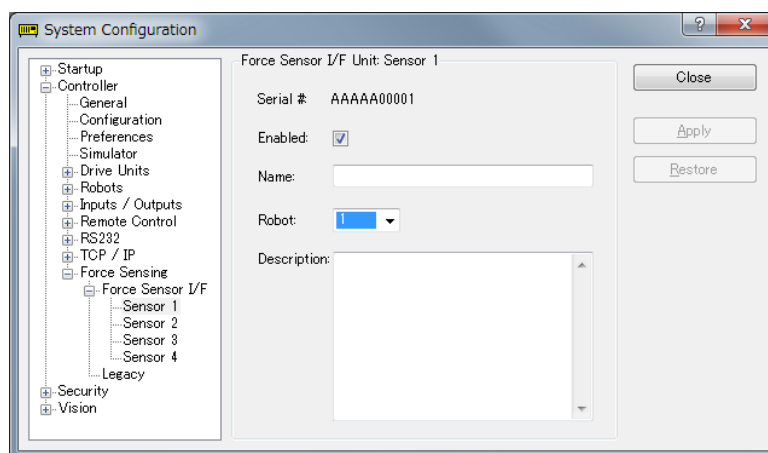 System Configuration
Startup
Controller
General
Configuration
Preferences
Simulator
Drive Units
Robots
Inputs / Outputs
Remote Control
RS232
TCP / IP
Force Sensing
Force Sensor I/F
Sensor 1
Sensor 2
Sensor 3
Sensor 4
Legacy
Security
Vision
Force Sensor I/F Unit: Sensor 1
Serial #: AAAAA00001
Enabled:
Name:
Robot: 1
Description:
Close
Apply
Restore